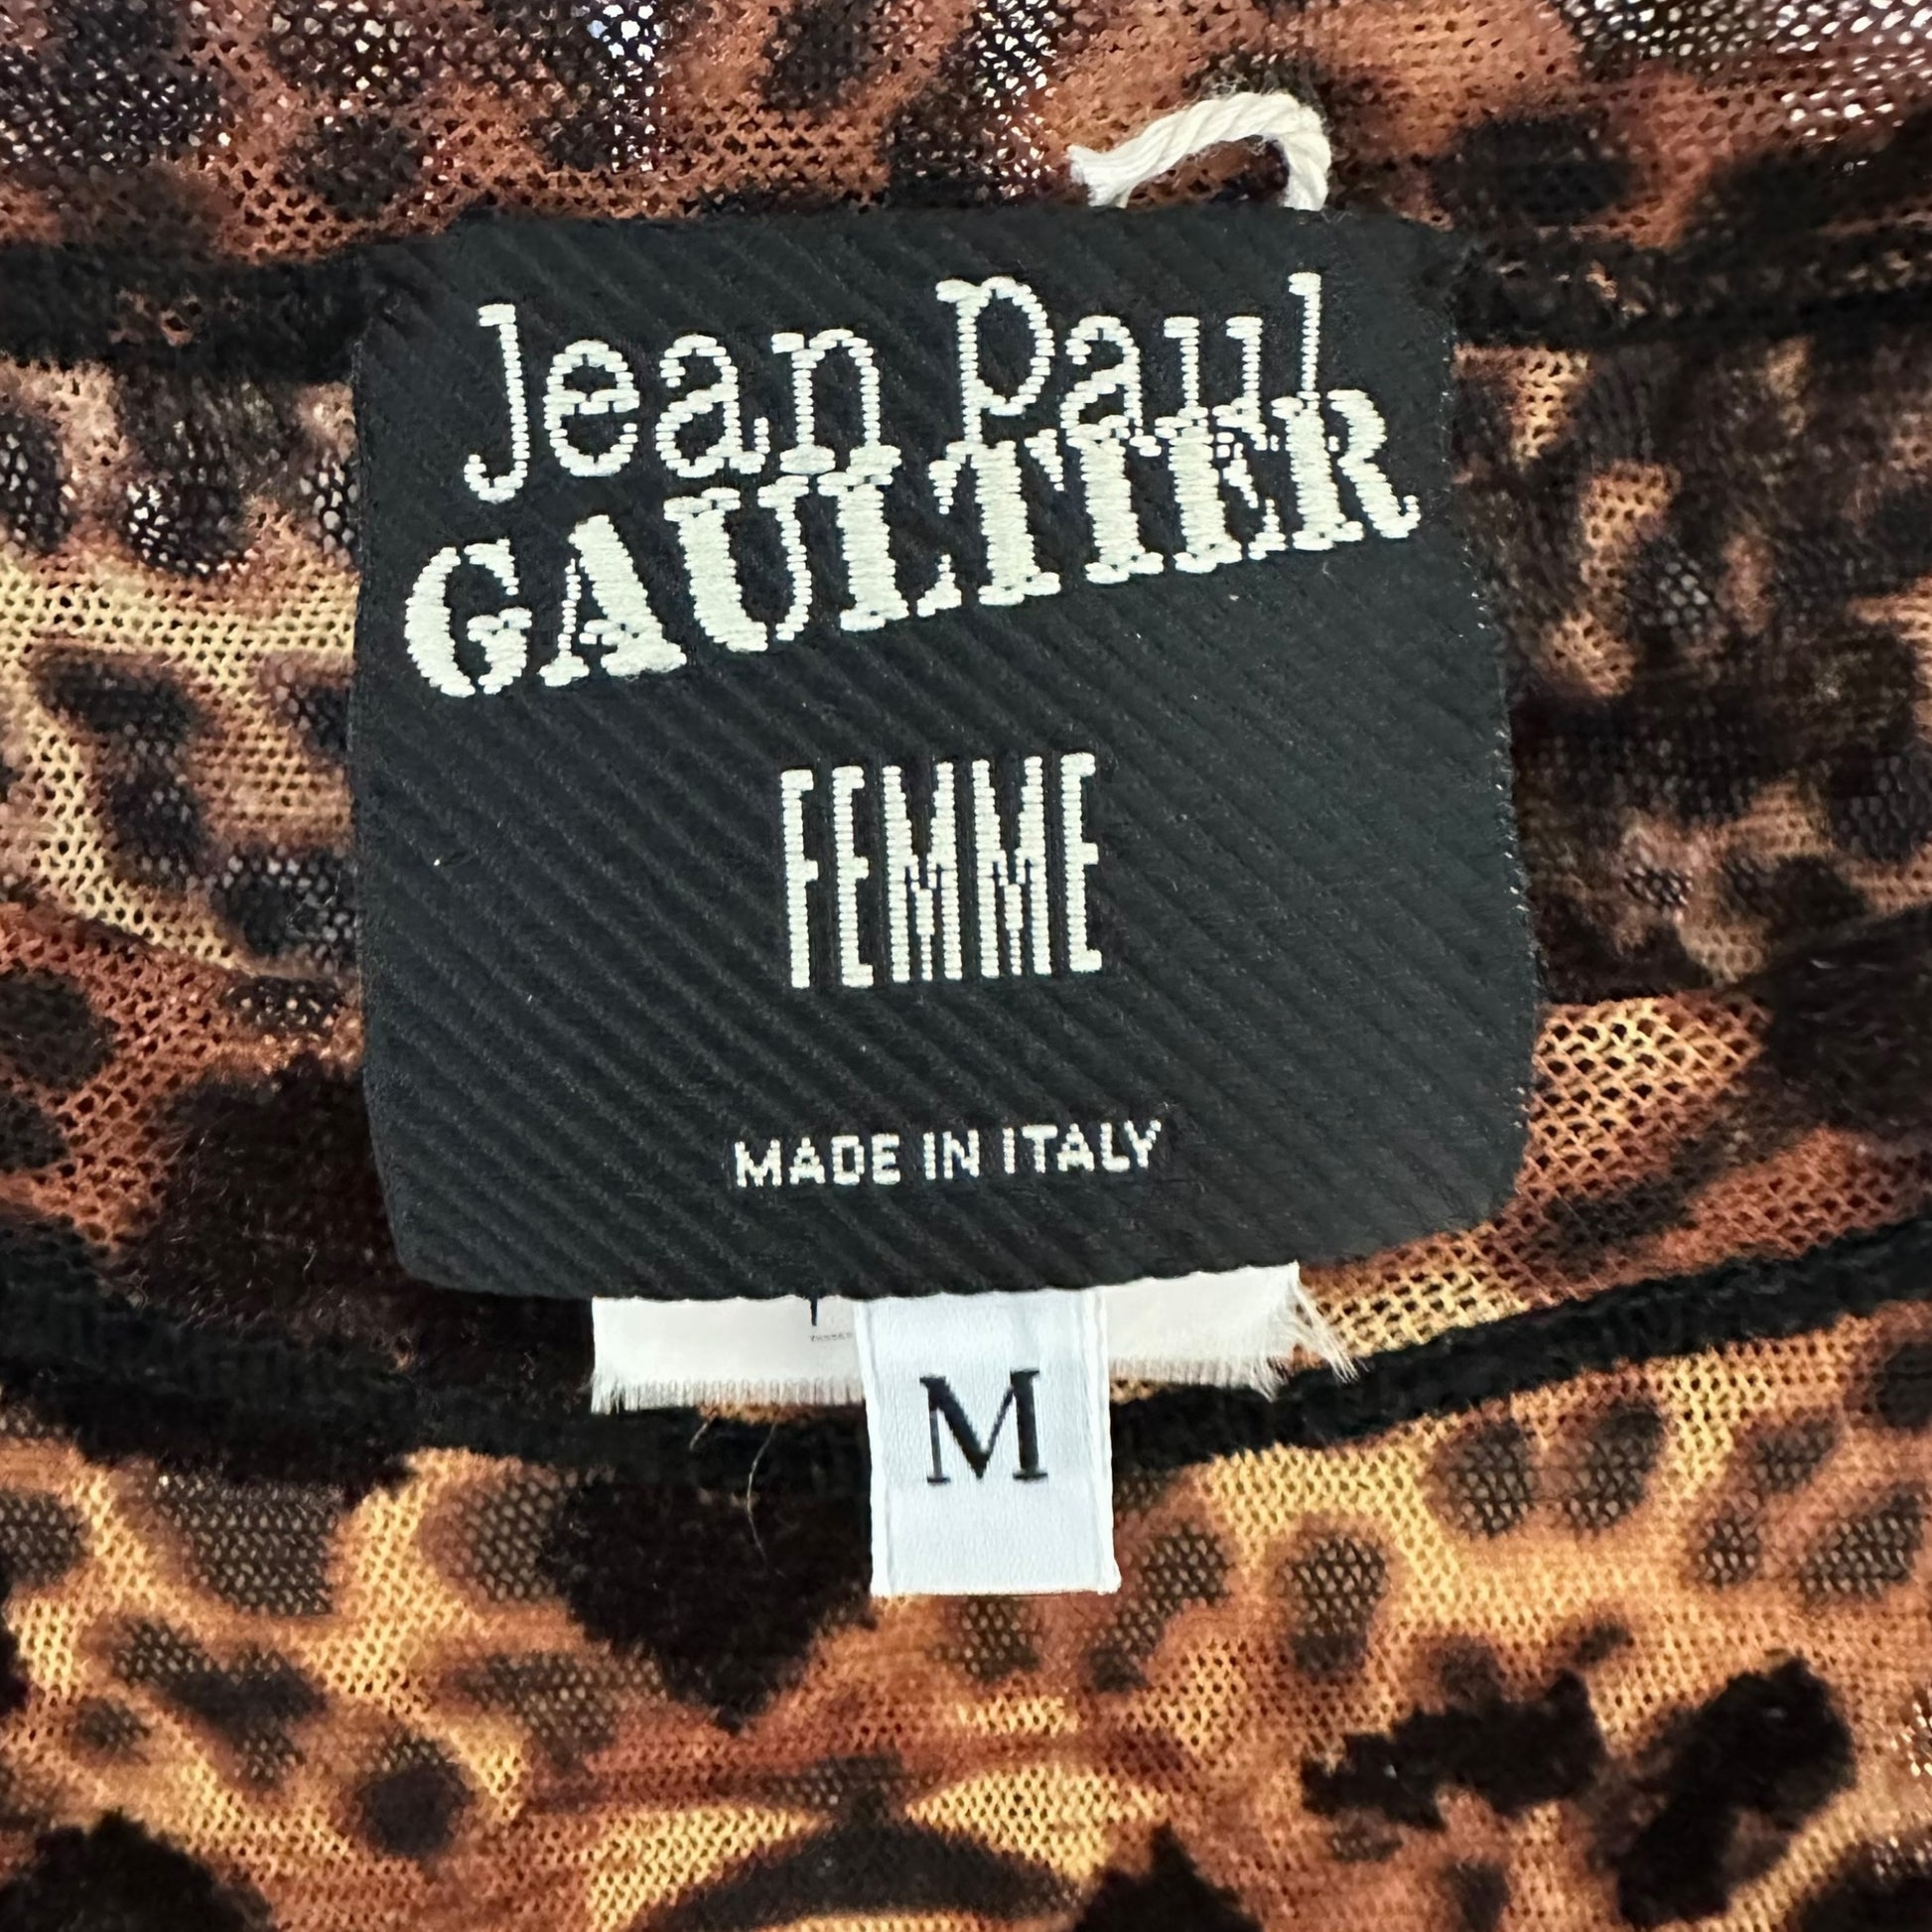 Jean Paul
GAULTIER
FEMME
MADE IN ITALY
M